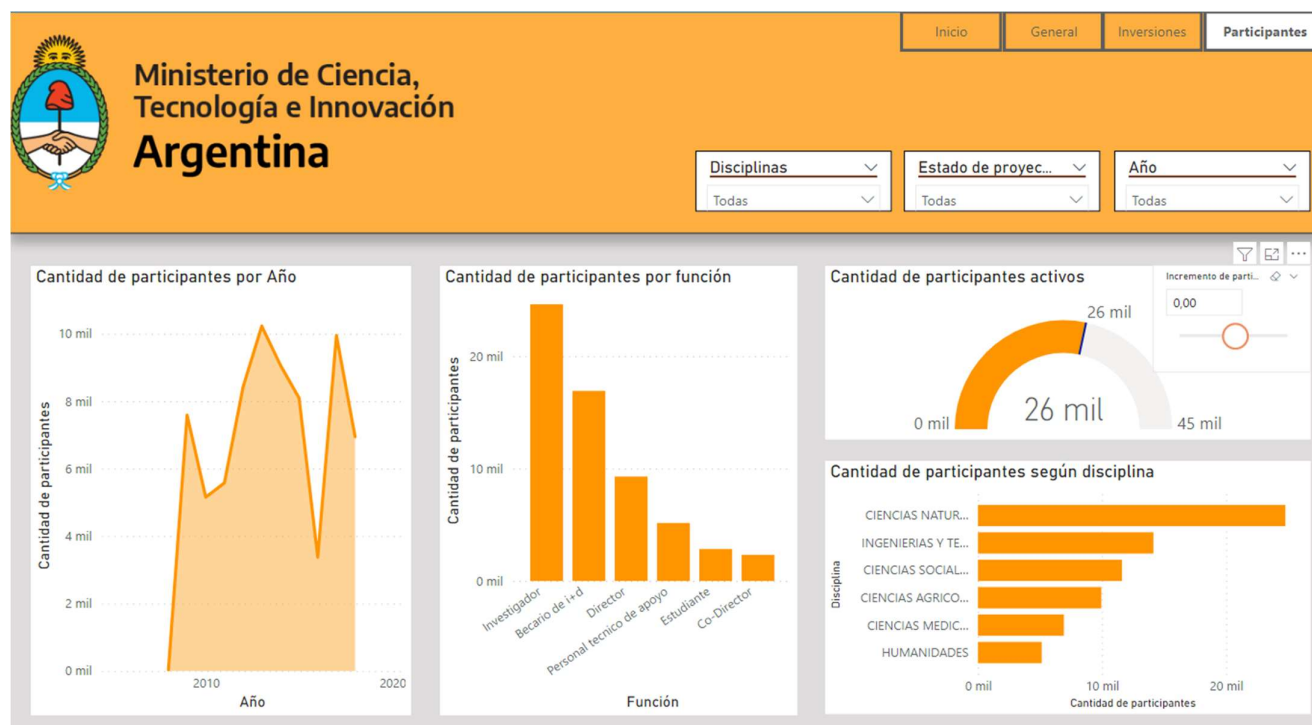 Inicio
General
Inversiones
Participantes
Ministerio de Ciencia,
Tecnología e Innovación
Argentina
Disciplinas
Todas
Estado de proyec...
Todas
Año
Todas
Cantidad de participantes por Año
Cantidad de participantes
10 mil
8 mil
6 mil
4 mil
2 mil
0 mil
2010
2020
Año
Cantidad de participantes por función
Cantidad de participantes
20 mil
10 mil
0 mil
Investigador
Becario de i+d
Director
Personal tecnico de apoyo
Estudiante
Co-Director
Función
Cantidad de participantes activos
Incremento de parti...
0,00
26 mil
0 mil
26 mil
45 mil
Cantidad de participantes según disciplina
Disciplina
CIENCIAS NATUR...
INGENIERIAS Y TE...
CIENCIAS SOCIAL...
CIENCIAS AGRICO...
CIENCIAS MEDIC...
HUMANIDADES
0 mil
10 mil
20 mil
Cantidad de participantes